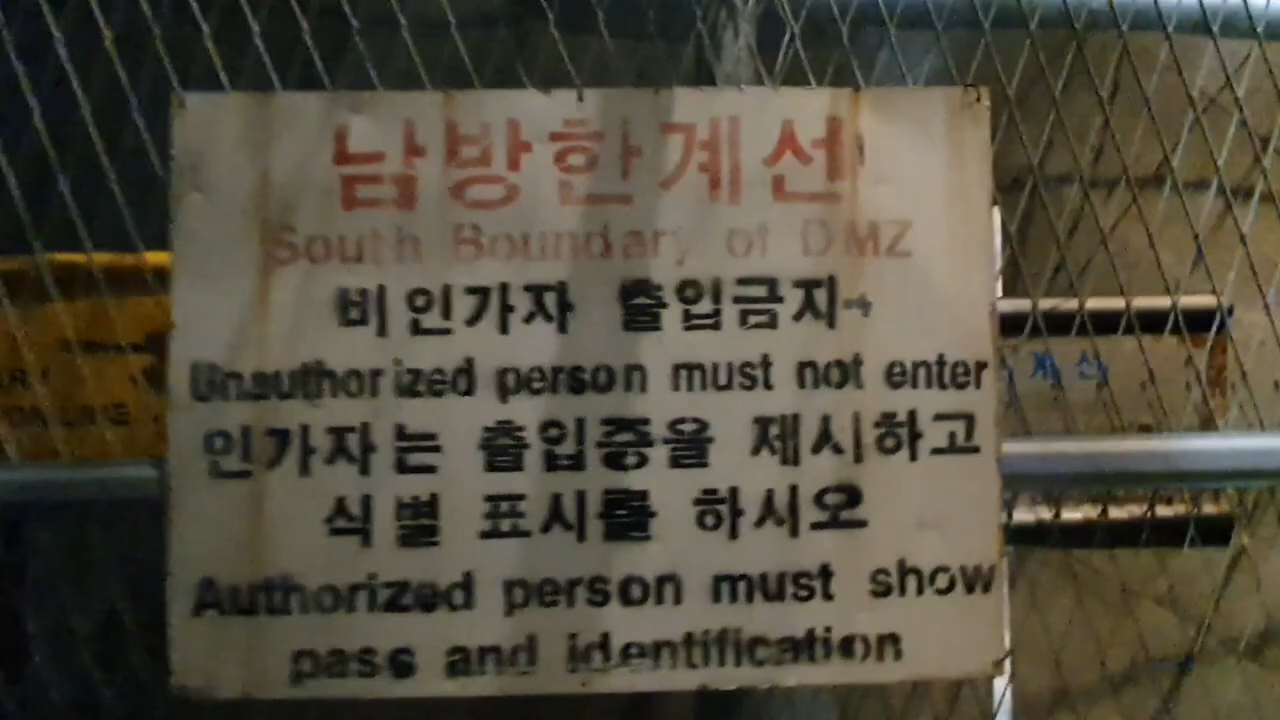 남방한계선
South Boundary of DMZ
비인가자 출입금지
Unauthorized person must not enter
인가자는 출입증을 제시하고
식별 표시를 하시오
Authorized person must show
pass and identification
계선